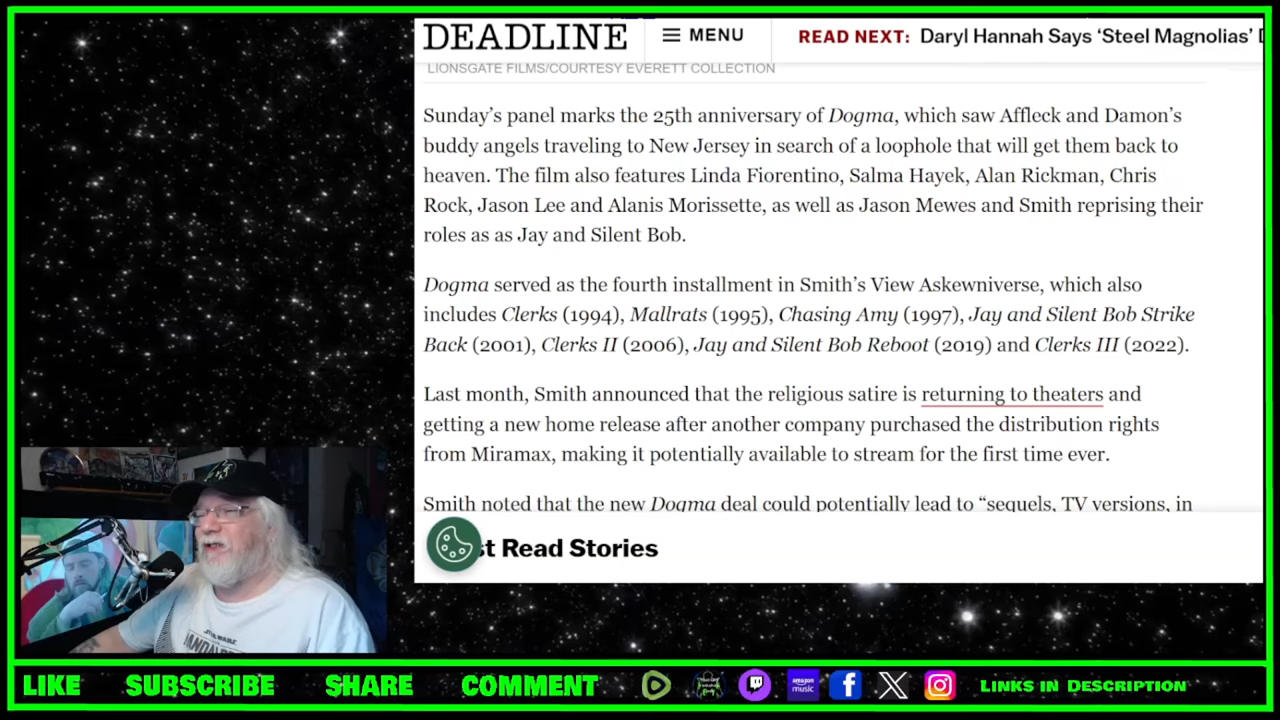 DEADLINE
MENU
READ NEXT: Daryl Hannah Says ‘Steel Magnolias’
LIONSGATE FILMS/COURTESY EVERETT COLLECTION
Sunday’s panel marks the 25th anniversary of Dogma, which saw Affleck and Damon’s
buddy angels traveling to New Jersey in search of a loophole that will get them back to
heaven. The film also features Linda Fiorentino, Salma Hayek, Alan Rickman, Chris
Rock, Jason Lee and Alanis Morissette, as well as Jason Mewes and Smith reprising their
roles as as Jay and Silent Bob.
Dogma served as the fourth installment in Smith’s View Askewniverse, which also
includes Clerks (1994), Mallrats (1995), Chasing Amy (1997), Jay and Silent Bob Strike
Back (2001), Clerks II (2006), Jay and Silent Bob Reboot (2019) and Clerks III (2022).
Last month, Smith announced that the religious satire is returning to theaters and
getting a new home release after another company purchased the distribution rights
from Miramax, making it potentially available to stream for the first time ever.
Smith noted that the new Dogma deal could potentially lead to “sequels, TV versions, in
st Read Stories
STAR WARS
LIKE SUBSCRIBE SHARE COMMENT amazon music Links in Description